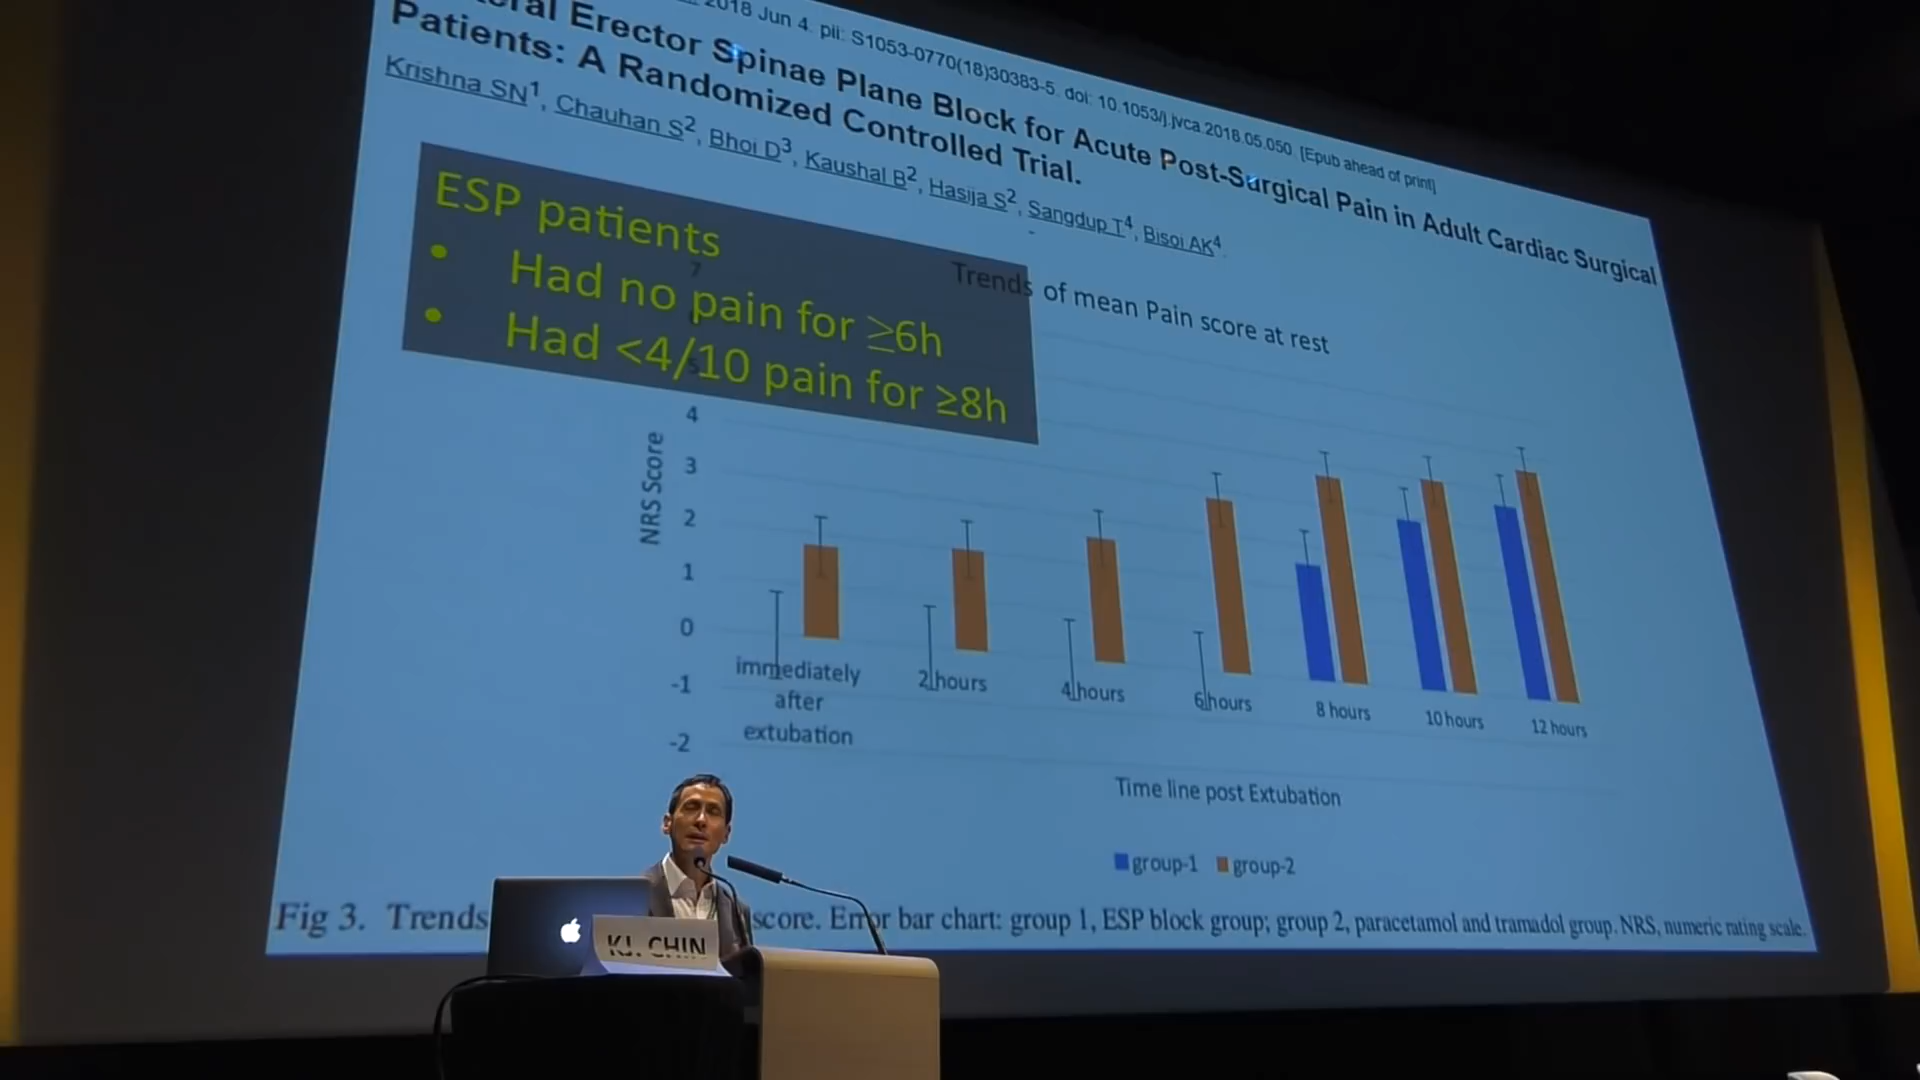 2018 Jun 4. pii: S1053-0770(18)30383-5. doi: 10.1053/j.jvca.2018.05.050. [Epub ahead of print]
Erector Spinae Plane Block for Acute Post-Surgical Pain in Adult Cardiac Surgical
Patients: A Randomized Controlled Trial.
Krishna SN1, Chauhan S2, Bhoi D3, Kaushal B2, Hasija S2, Sangdup T4, Bisoi AK4.
ESP patients
• Had no pain for ≥6h
• Had <4/10 pain for ≥8h
Trends of mean Pain score at rest
NRS Score
7
5
4
3
2
1
0
-1
-2
immediately
after
extubation
2 hours
4 hours
6 hours
8 hours
10 hours
12 hours
Time line post Extubation
group-1 group-2
Fig 3. Trends score. Error bar chart: group 1, ESP block group; group 2, paracetamol and tramadol group. NRS, numeric rating scale.
KJ. CHIN